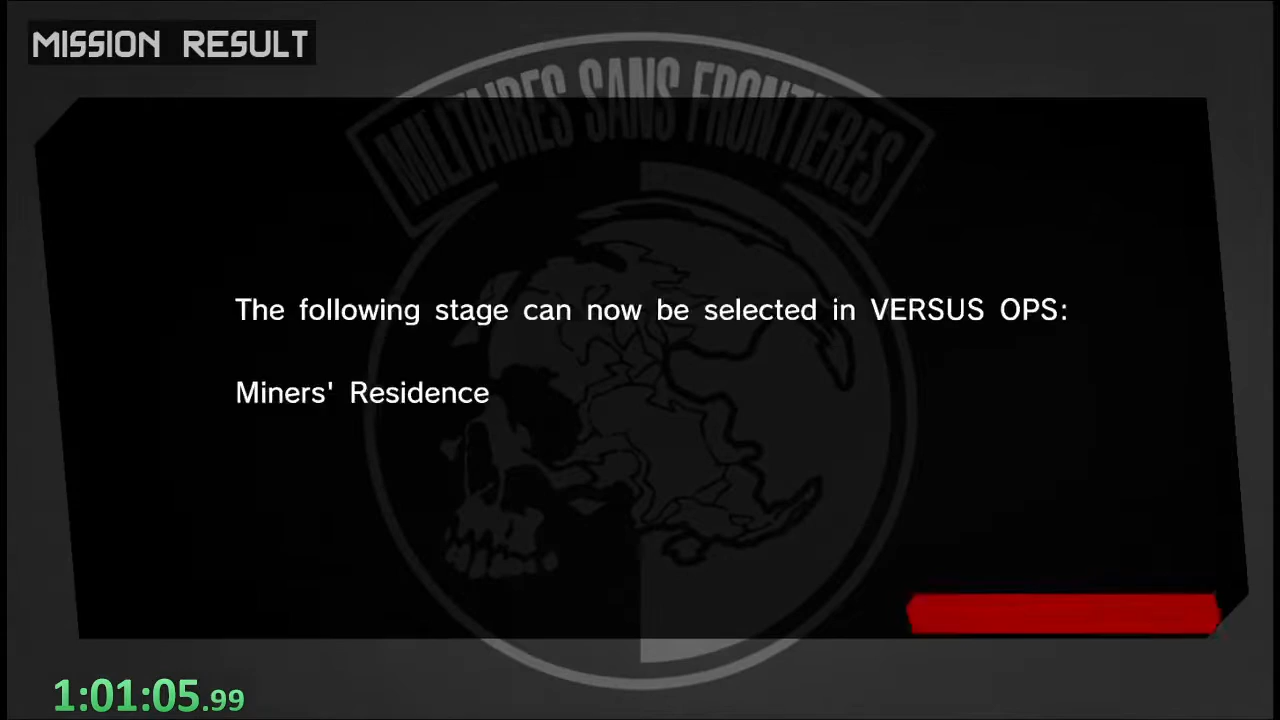 MISSION RESULT
MILITAIRES SANS FRONTIERES
The following stage can now be selected in VERSUS OPS:
Miners' Residence
1:01:05.99